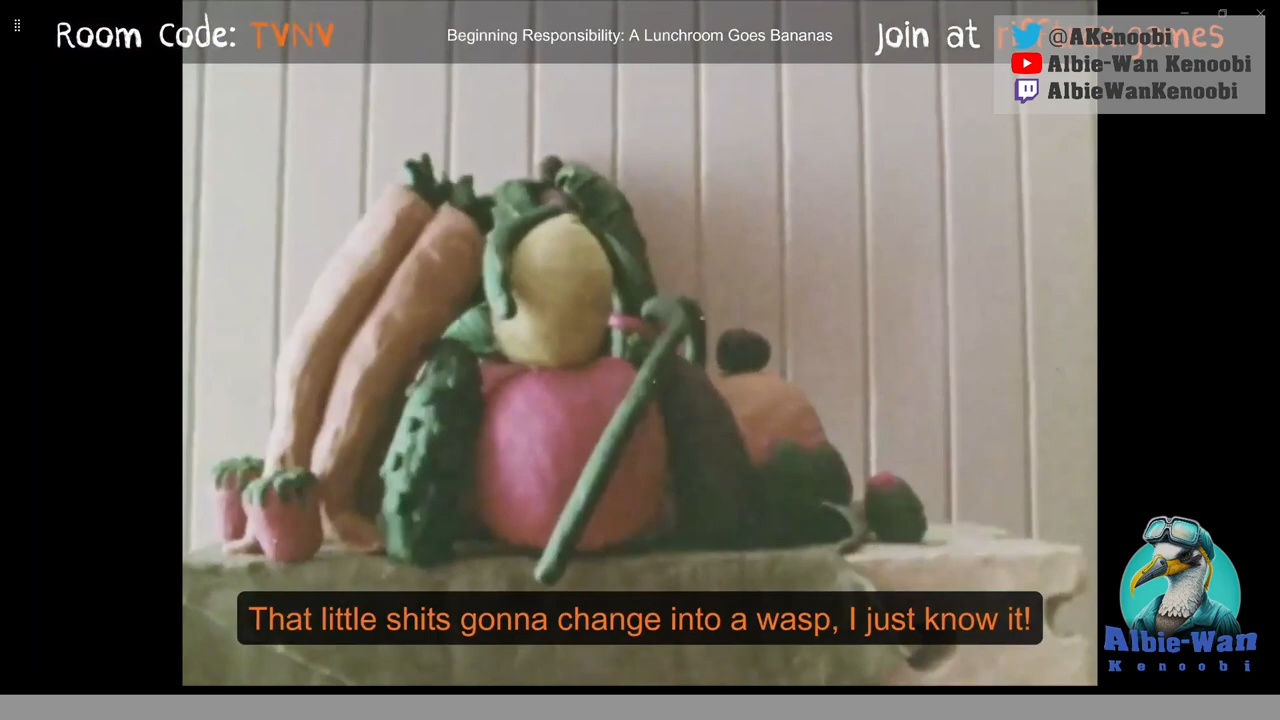 Room Code: TVNV
Beginning Responsibility: A Lunchroom Goes Bananas
Join at
@AKenoobi
Albie-Wan Kenoobi
AlbieWanKenoobi
That little shits gonna change into a wasp, I just know it!
Albie-Wan
Kenoobi